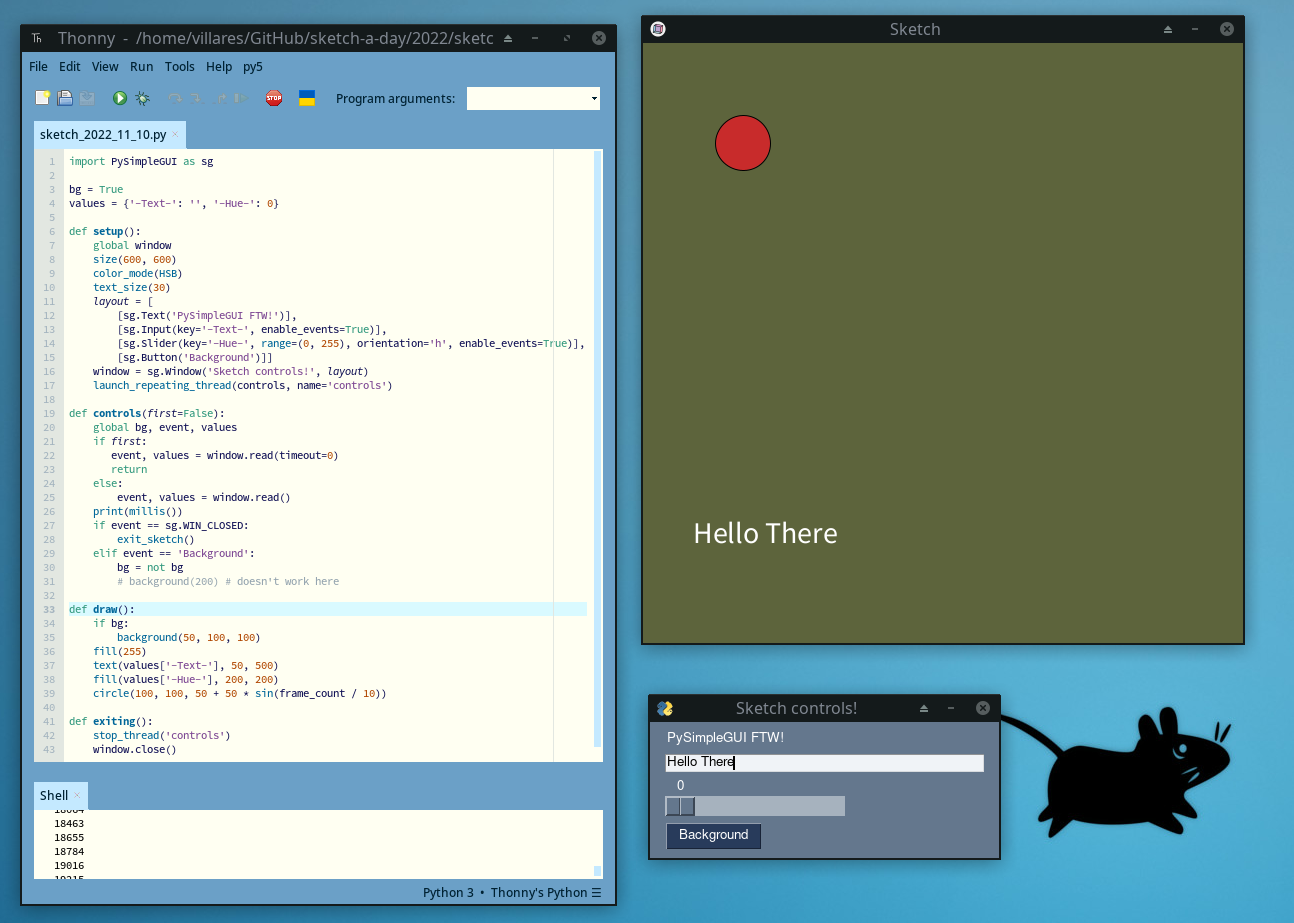 Th Thonny - /home/villares/GitHub/sketch-a-day/2022/sketc
File Edit View Run Tools Help py5
STOP Program arguments:
sketch_2022_11_10.py ×
1 import PySimpleGUI as sg
2
3 bg = True
4 values = {'-Text-': '', '-Hue-': 0}
5
6 def setup():
7 global window
8 size(600, 600)
9 color_mode(HSB)
10 text_size(30)
11 layout = [
12 [sg.Text('PySimpleGUI FTW!')],
13 [sg.Input(key='-Text-', enable_events=True)],
14 [sg.Slider(key='-Hue-', range=(0, 255), orientation='h', enable_events=True)],
15 [sg.Button('Background')]]
16 window = sg.Window('Sketch controls!', layout)
17 launch_repeating_thread(controls, name='controls')
18
19 def controls(first=False):
20 global bg, event, values
21 if first:
22 event, values = window.read(timeout=0)
23 return
24 else:
25 event, values = window.read()
26 print(millis())
27 if event == sg.WIN_CLOSED:
28 exit_sketch()
29 elif event == 'Background':
30 bg = not bg
31 # background(200) # doesn't work here
32
33 def draw():
34 if bg:
35 background(50, 100, 100)
36 fill(255)
37 text(values['-Text-'], 50, 500)
38 fill(values['-Hue-'], 200, 200)
39 circle(100, 100, 50 + 50 * sin(frame_count / 10))
40
41 def exiting():
42 stop_thread('controls')
43 window.close()
Shell ×
18463
18655
18784
19016
Python 3 • Thonny's Python ☰
Sketch
Hello There
Sketch controls!
PySimpleGUI FTW!
Hello There
0
Background